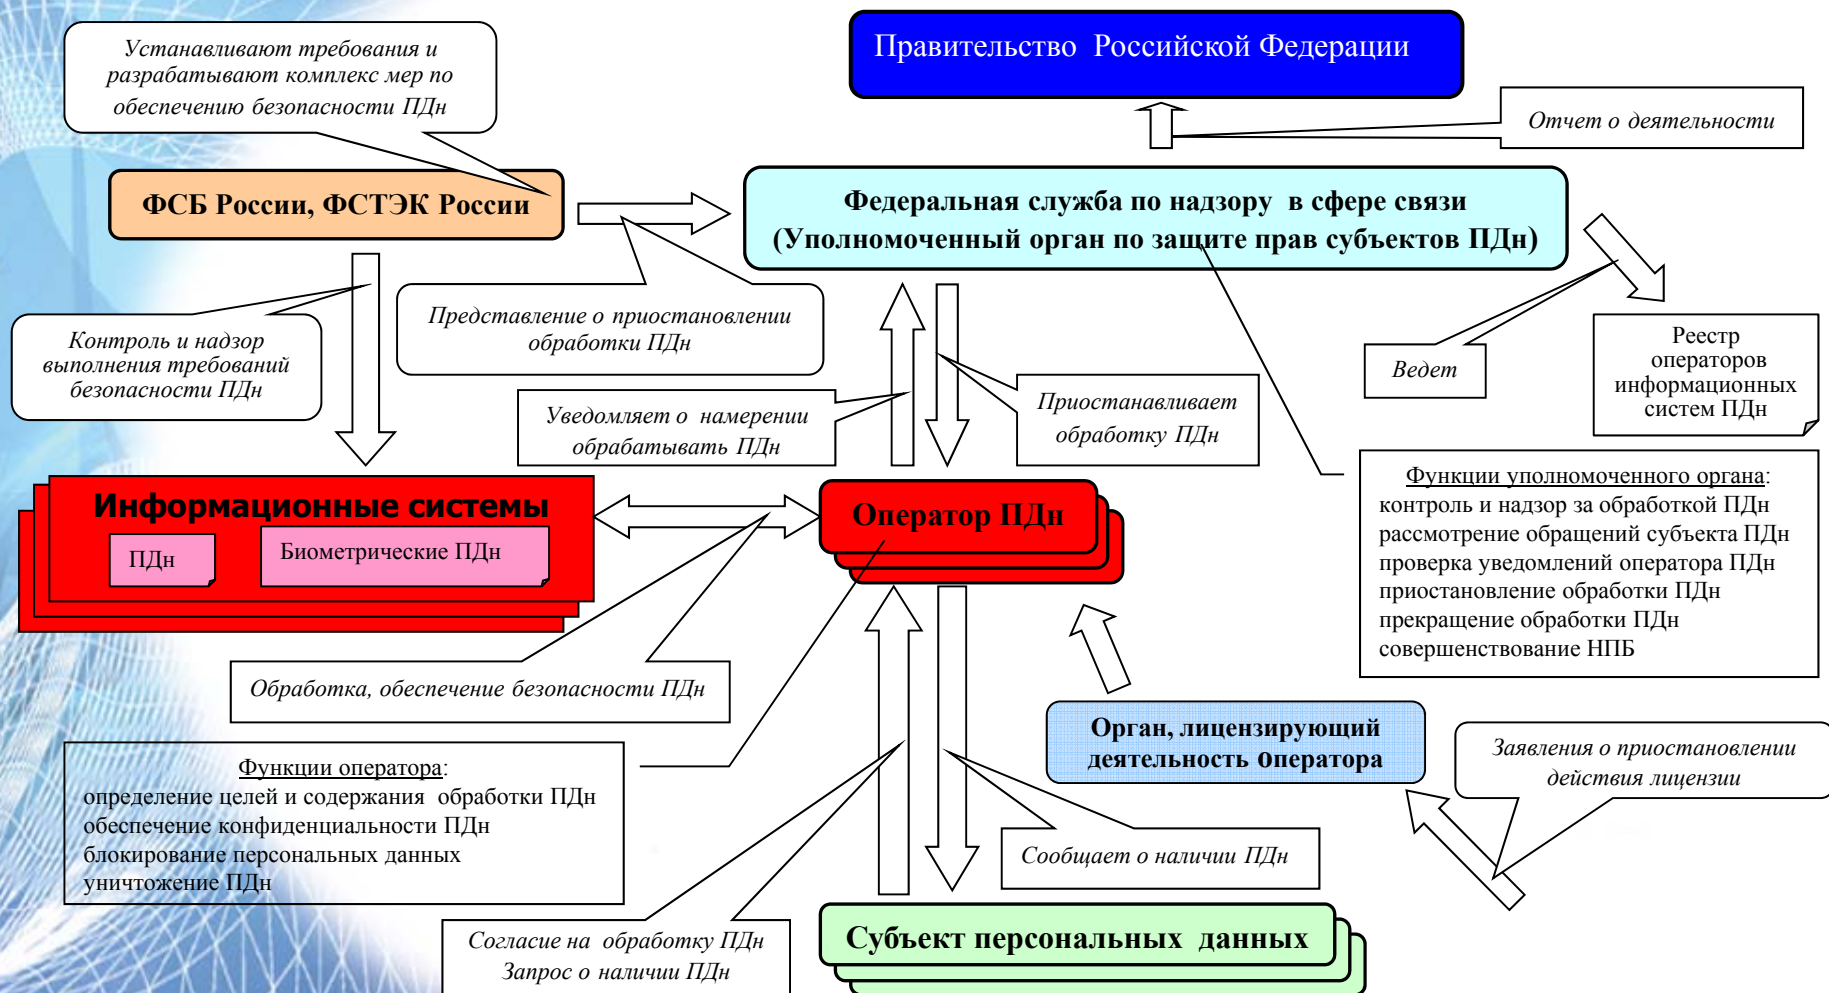 Устанавливают требования и
разрабатывают комплекс мер по
обеспечению безопасности ПДн
Правительство Российской Федерации
Отчет о деятельности
ФСБ России, ФСТЭК России
Федеральная служба по надзору в сфере связи
(Уполномоченный орган по защите прав субъектов ПДн)
Контроль и надзор
выполнения требований
безопасности ПДн
Представление о приостановлении
обработки ПДн
Ведет
Реестр
операторов
информационных
систем ПДн
Уведомляет о намерении
обрабатывать ПДн
Приостанавливает
обработку ПДн
Информационные системы
ПДн
Биометрические ПДн
Оператор ПДн
Функции уполномоченного органа:
контроль и надзор за обработкой ПДн
рассмотрение обращений субъекта ПДн
проверка уведомлений оператора ПДн
приостановление обработки ПДн
прекращение обработки ПДн
совершенствование НПБ
Обработка, обеспечение безопасности ПДн
Орган, лицензирующий
деятельность оператора
Заявления о приостановлении
действия лицензии
Функции оператора:
определение целей и содержания обработки ПДн
обеспечение конфиденциальности ПДн
блокирование персональных данных
уничтожение ПДн
Сообщает о наличии ПДн
Согласие на обработку ПДн
Запрос о наличии ПДн
Субъект персональных данных